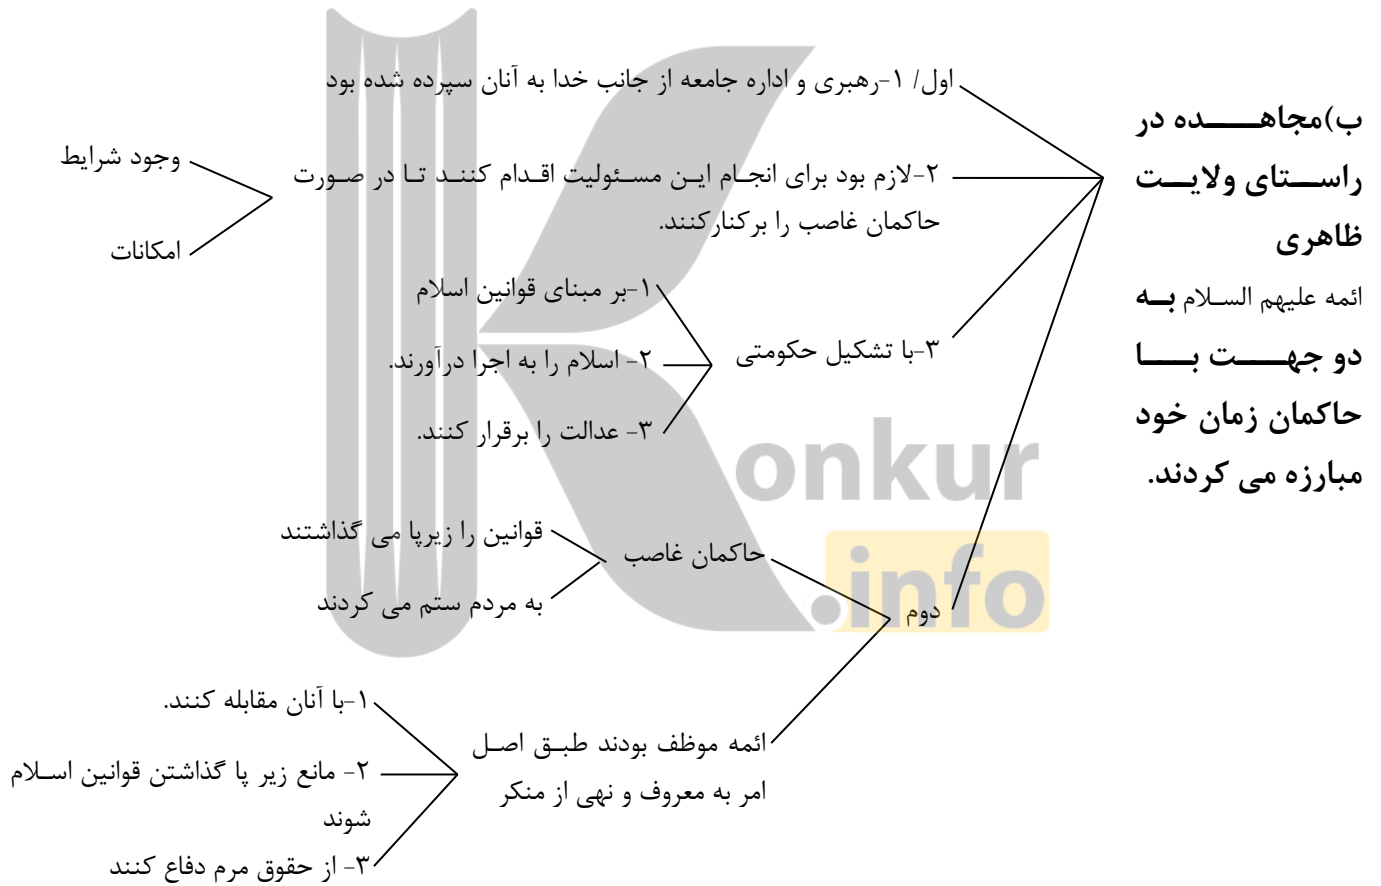 ب)مجاهده در
راستای ولایت
ظاهری
ائمه علیهم السلام به
دو جهت با
حاکمان زمان خود
مبارزه می کردند.
اول/ ۱-رهبری و اداره جامعه از جانب خدا به آنان سپرده شده بود
۲-لازم بود برای انجام این مسئولیت اقدام کنند تا در صورت
حاکمان غاصب را برکنارکنند.
وجود شرایط
امکانات
۳-با تشکیل حکومتی
۱-بر مبنای قوانین اسلام
۲- اسلام را به اجرا درآورند.
۳- عدالت را برقرار کنند.
دوم
حاکمان غاصب
قوانین را زیرپا می گذاشتند
به مردم ستم می کردند
ائمه موظف بودند طبق اصل
امر به معروف و نهی از منکر
۱-با آنان مقابله کنند.
۲- مانع زیر پا گذاشتن قوانین اسلام
شوند
۳- از حقوق مرم دفاع کنند
Konkur
.info